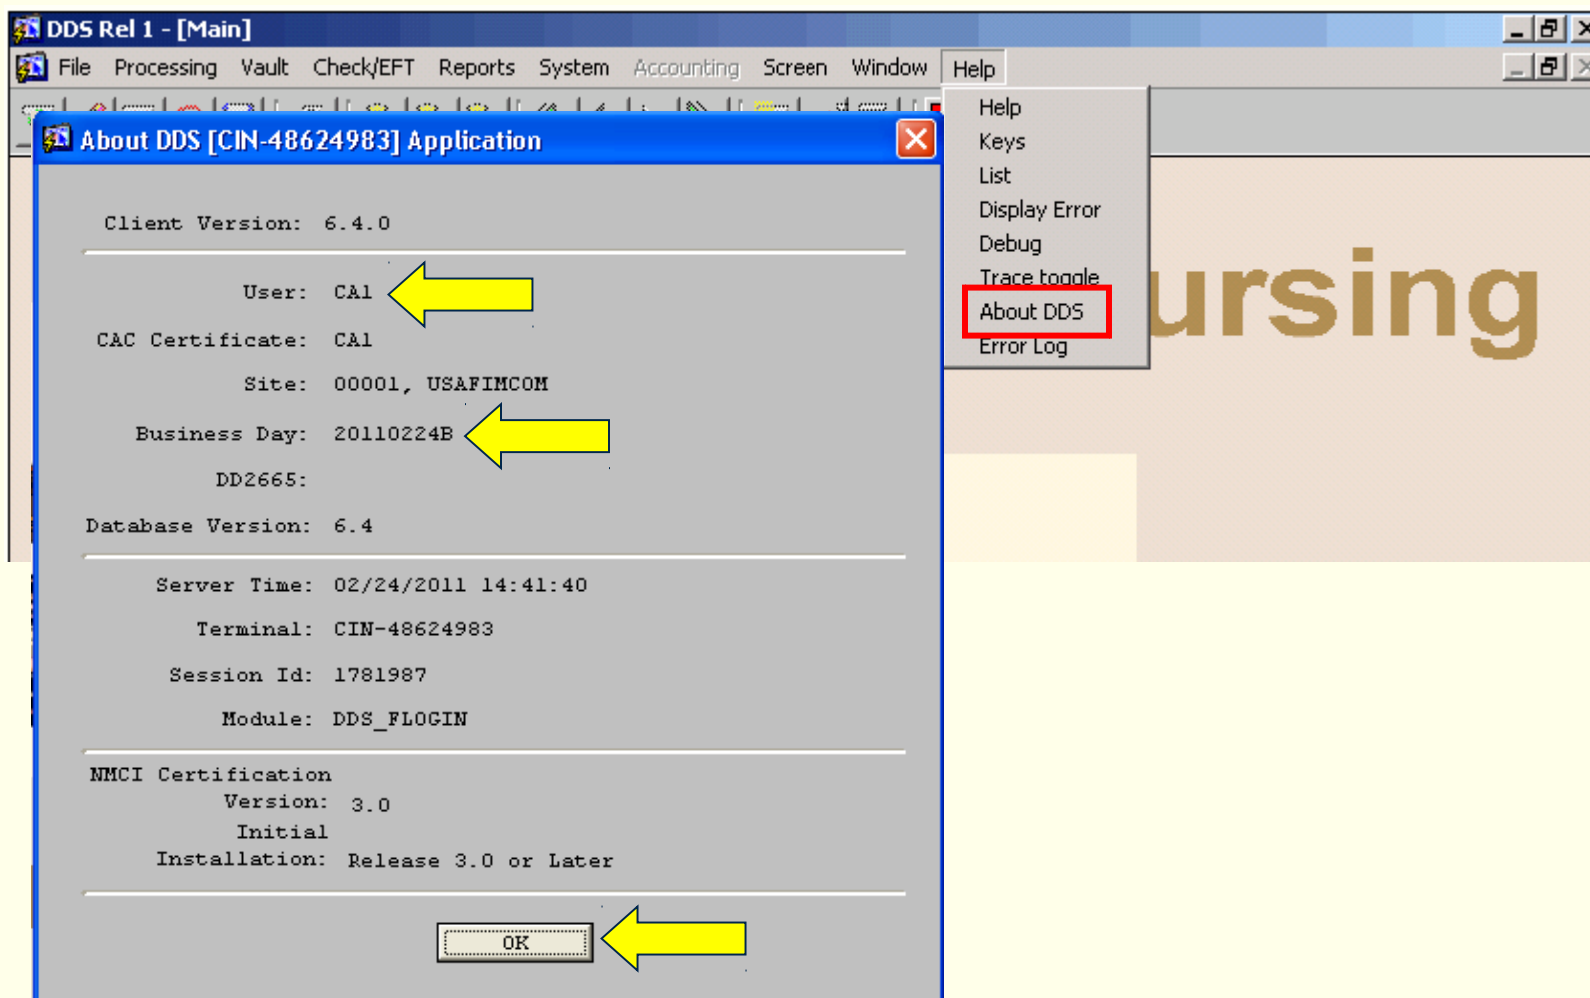 DDS Rel 1 - [Main]
File Processing Vault Check/EFT Reports System Accounting Screen Window Help
Help
Keys
List
Display Error
Debug
Trace toggle
About DDS
Error Log
ursing
About DDS [CIN-48624983] Application
Client Version: 6.4.0
User: CA1
CAC Certificate: CA1
Site: 00001, USAFIMCOM
Business Day: 20110224B
DD2665:
Database Version: 6.4
Server Time: 02/24/2011 14:41:40
Terminal: CIN-48624983
Session Id: 1781987
Module: DDS_FLOGIN
NMCI Certification
Version: 3.0
Initial
Installation: Release 3.0 or Later
OK